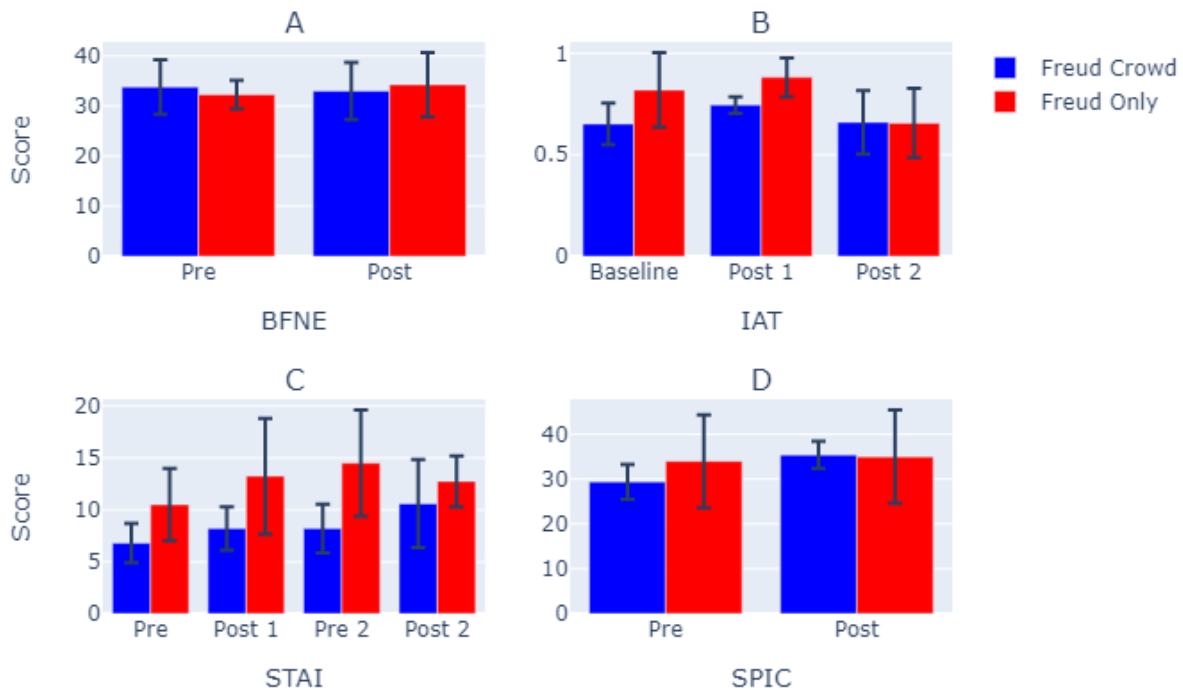 A
B
Score
40
30
20
10
0
Pre
Post
BFNE
1
0.5
0
Baseline
Post 1
Post 2
IAT
Freud Crowd
Freud Only
C
D
Score
20
15
10
5
0
Pre
Post 1
Pre 2
Post 2
STAI
40
30
20
10
0
Pre
Post
SPIC